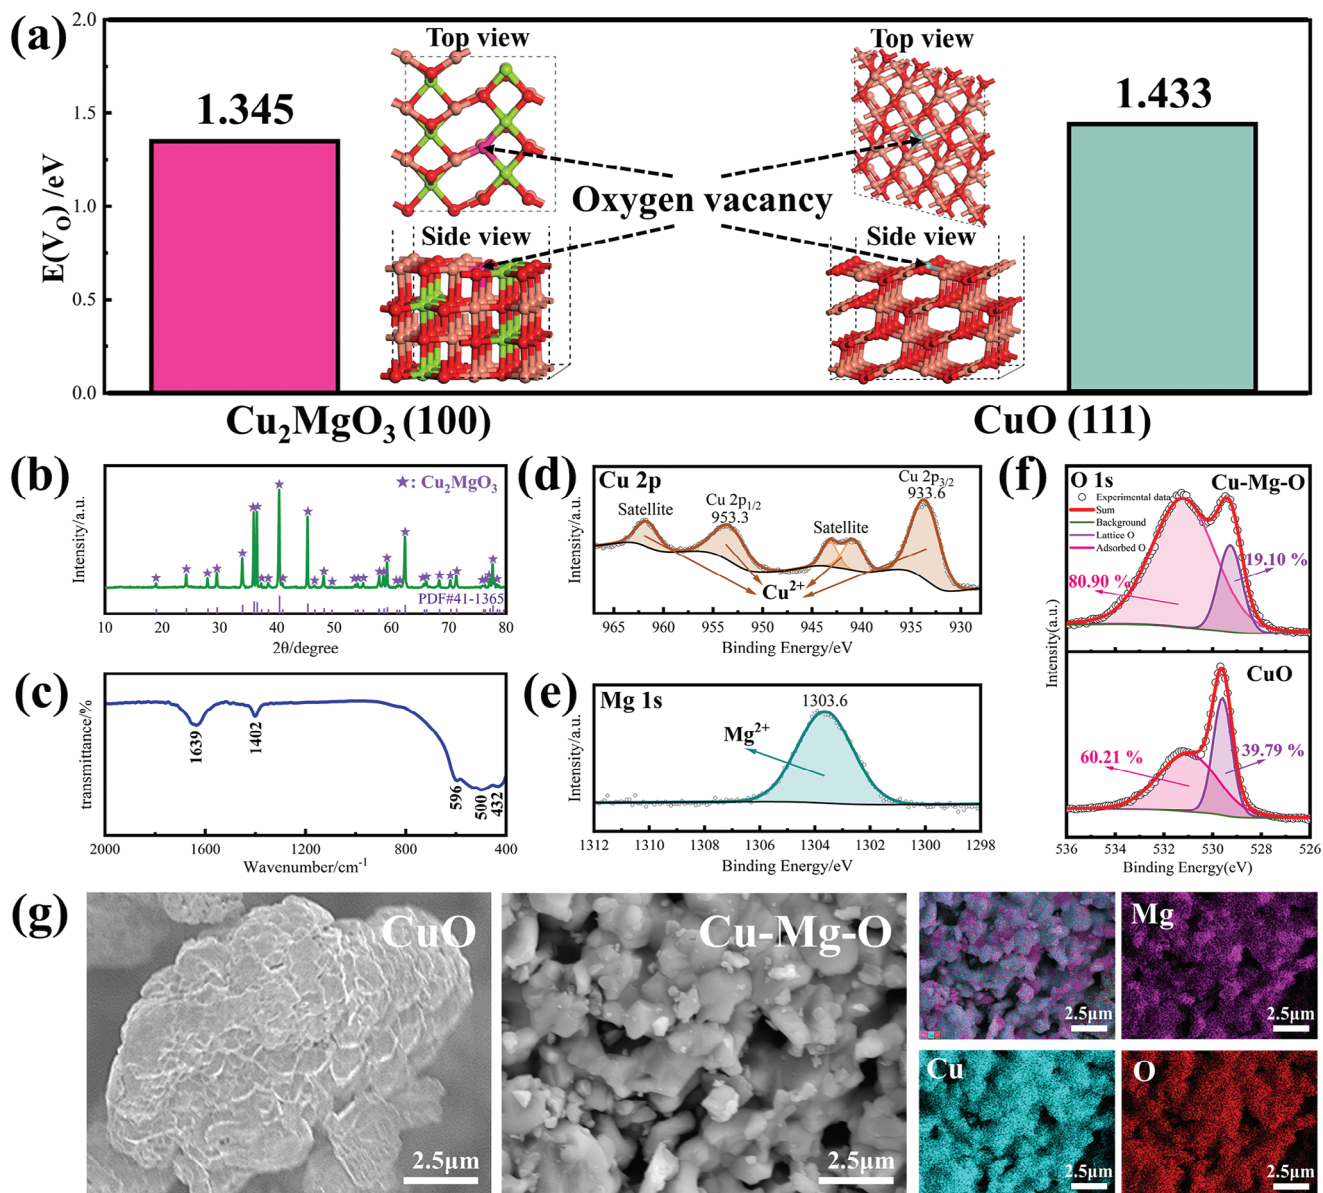 (a)
2.0
1.5
1.0
0.5
0.0
E(VO) /eV
1.345
Top view
Side view
Oxygen vacancy
Top view
Side view
1.433
Cu2MgO3 (100)
CuO (111)
(b)
Intensity/a.u.
★: Cu2MgO3
PDF#41-1365
10 20 30 40 50 60 70 80
2θ/degree
(c)
transmittance/%
1639
1402
596
500
432
2000 1600 1200 800 400
Wavenumber/cm-1
(d)
Intensity/a.u.
Cu 2p
Satellite
Cu 2p1/2
953.3
Satellite
Cu 2p3/2
933.6
Cu2+
965 960 955 950 945 940 935 930
Binding Energy/eV
(e)
Intensity/a.u.
Mg 1s
1303.6
Mg2+
1312 1310 1308 1306 1304 1302 1300 1298
Binding Energy/eV
(f)
Intensity(a.u.)
O 1s
Cu-Mg-O
Experimental data
Sum
Background
Lattice O
Adsorbed O
19.10 %
80.90 %
CuO
60.21 %
39.79 %
536 534 532 530 528 526
Binding Energy(eV)
(g)
CuO
2.5μm
Cu-Mg-O
2.5μm
2.5μm
Mg
2.5μm
Cu
2.5μm
O
2.5μm